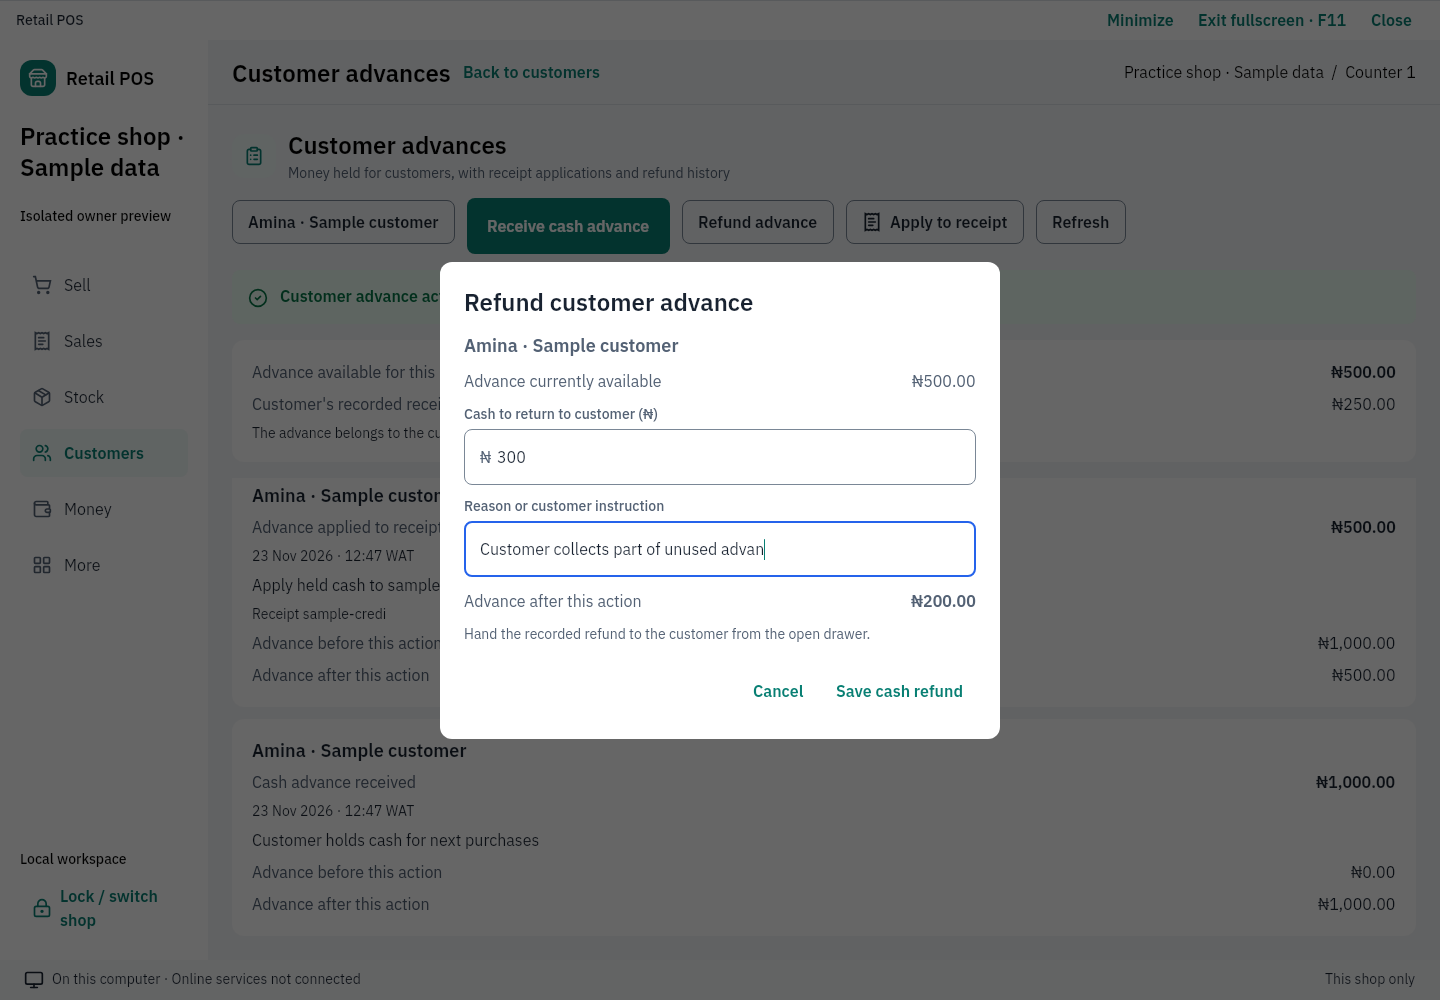 Retail POS
Minimize
Exit fullscreen · F11
Close
Retail POS
Customer advances
Back to customers
Practice shop · Sample data / Counter 1
Practice shop ·
Sample data
Isolated owner preview
Customer advances
Money held for customers, with receipt applications and refund history
Amina · Sample customer
Receive cash advance
Refund advance
Apply to receipt
Refresh
Sell
Sales
Stock
Customers
Money
More
Customer advance
Refund customer advance
Amina · Sample customer
Advance currently available
₦500.00
Cash to return to customer (₦)
₦ 300
Reason or customer instruction
Customer collects part of unused advan
Advance after this action
₦200.00
Hand the recorded refund to the customer from the open drawer.
Cancel
Save cash refund
Advance available for this
₦500.00
Customer's recorded
₦250.00
The advance belongs to the
Amina · Sample
Advance applied to
₦500.00
23 Nov 2026 · 12:47 WAT
Apply held cash to sample
Receipt sample-credi
Advance before this action
₦1,000.00
Advance after this action
₦500.00
Amina · Sample customer
Cash advance received
₦1,000.00
23 Nov 2026 · 12:47 WAT
Customer holds cash for next purchases
Advance before this action
₦0.00
Advance after this action
₦1,000.00
Local workspace
Lock / switch
shop
On this computer · Online services not connected
This shop only